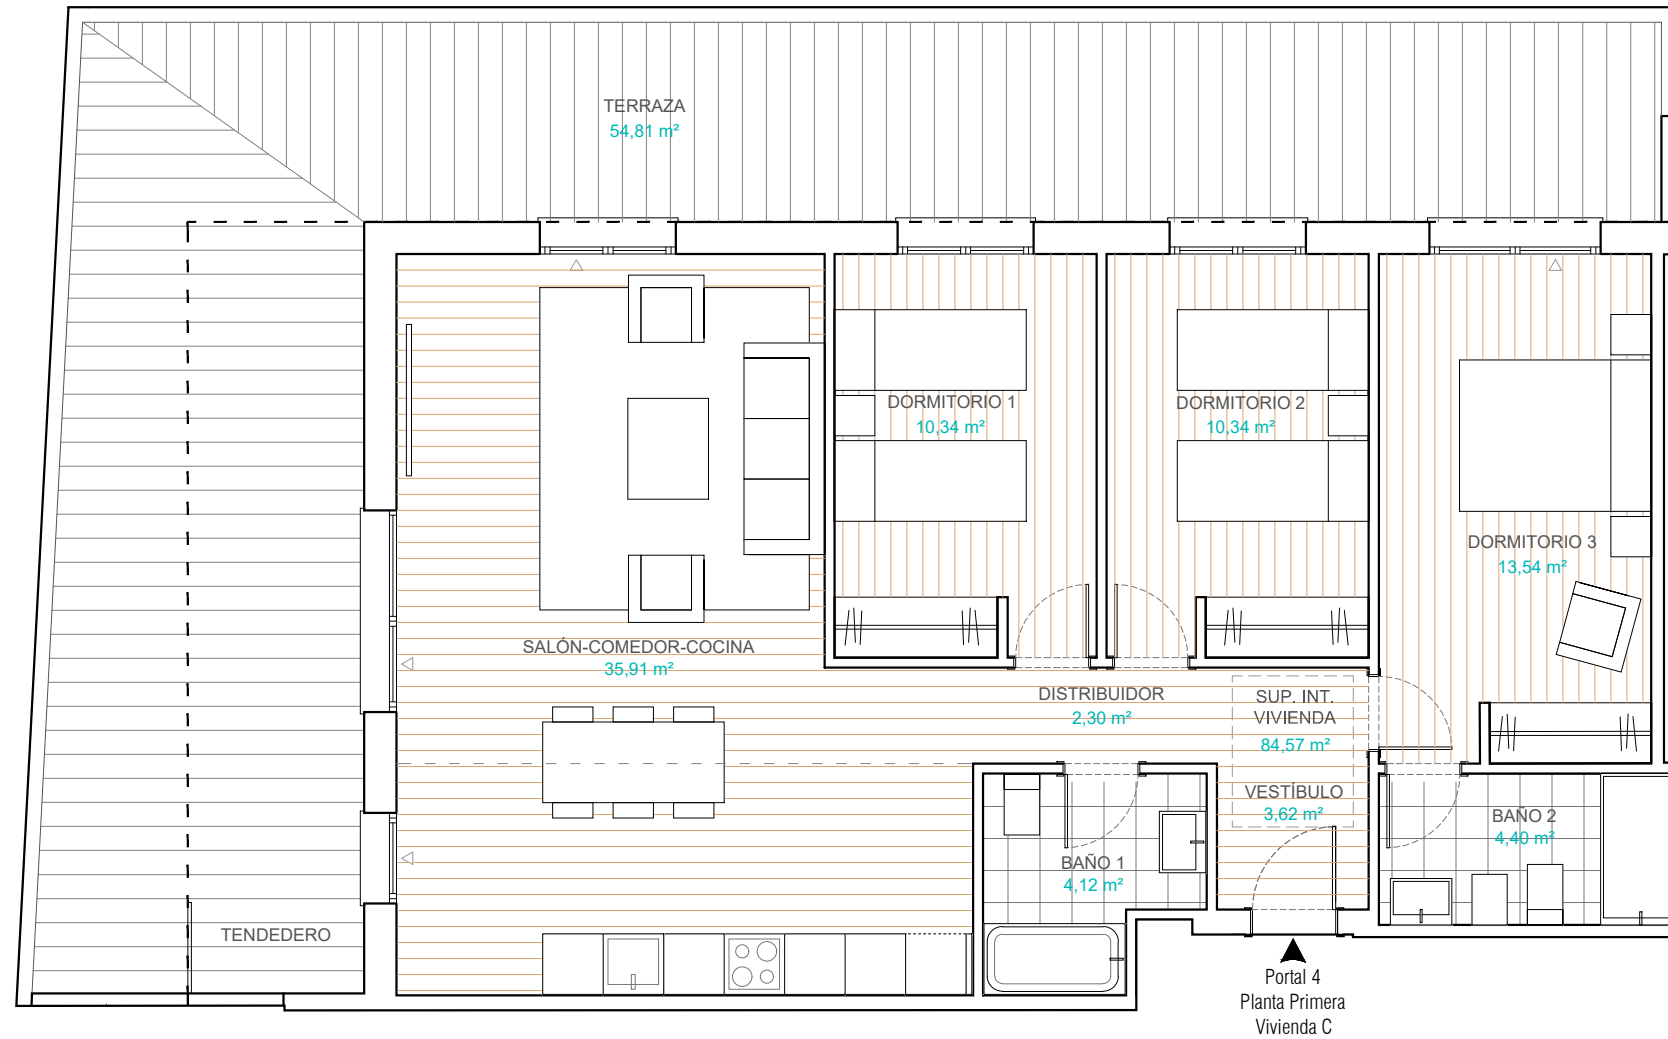 TERRAZA
54,81 m²
DORMITORIO 1
10,34 m²
DORMITORIO 2
10,34 m²
DORMITORIO 3
13,54 m²
SALÓN-COMEDOR-COCINA
35,91 m²
DISTRIBUIDOR
2,30 m²
SUP. INT.
VIVIENDA
84,57 m²
VESTÍBULO
3,62 m²
BAÑO 1
4,12 m²
BAÑO 2
4,40 m²
TENDEDERO
Portal 4
Planta Primera
Vivienda C